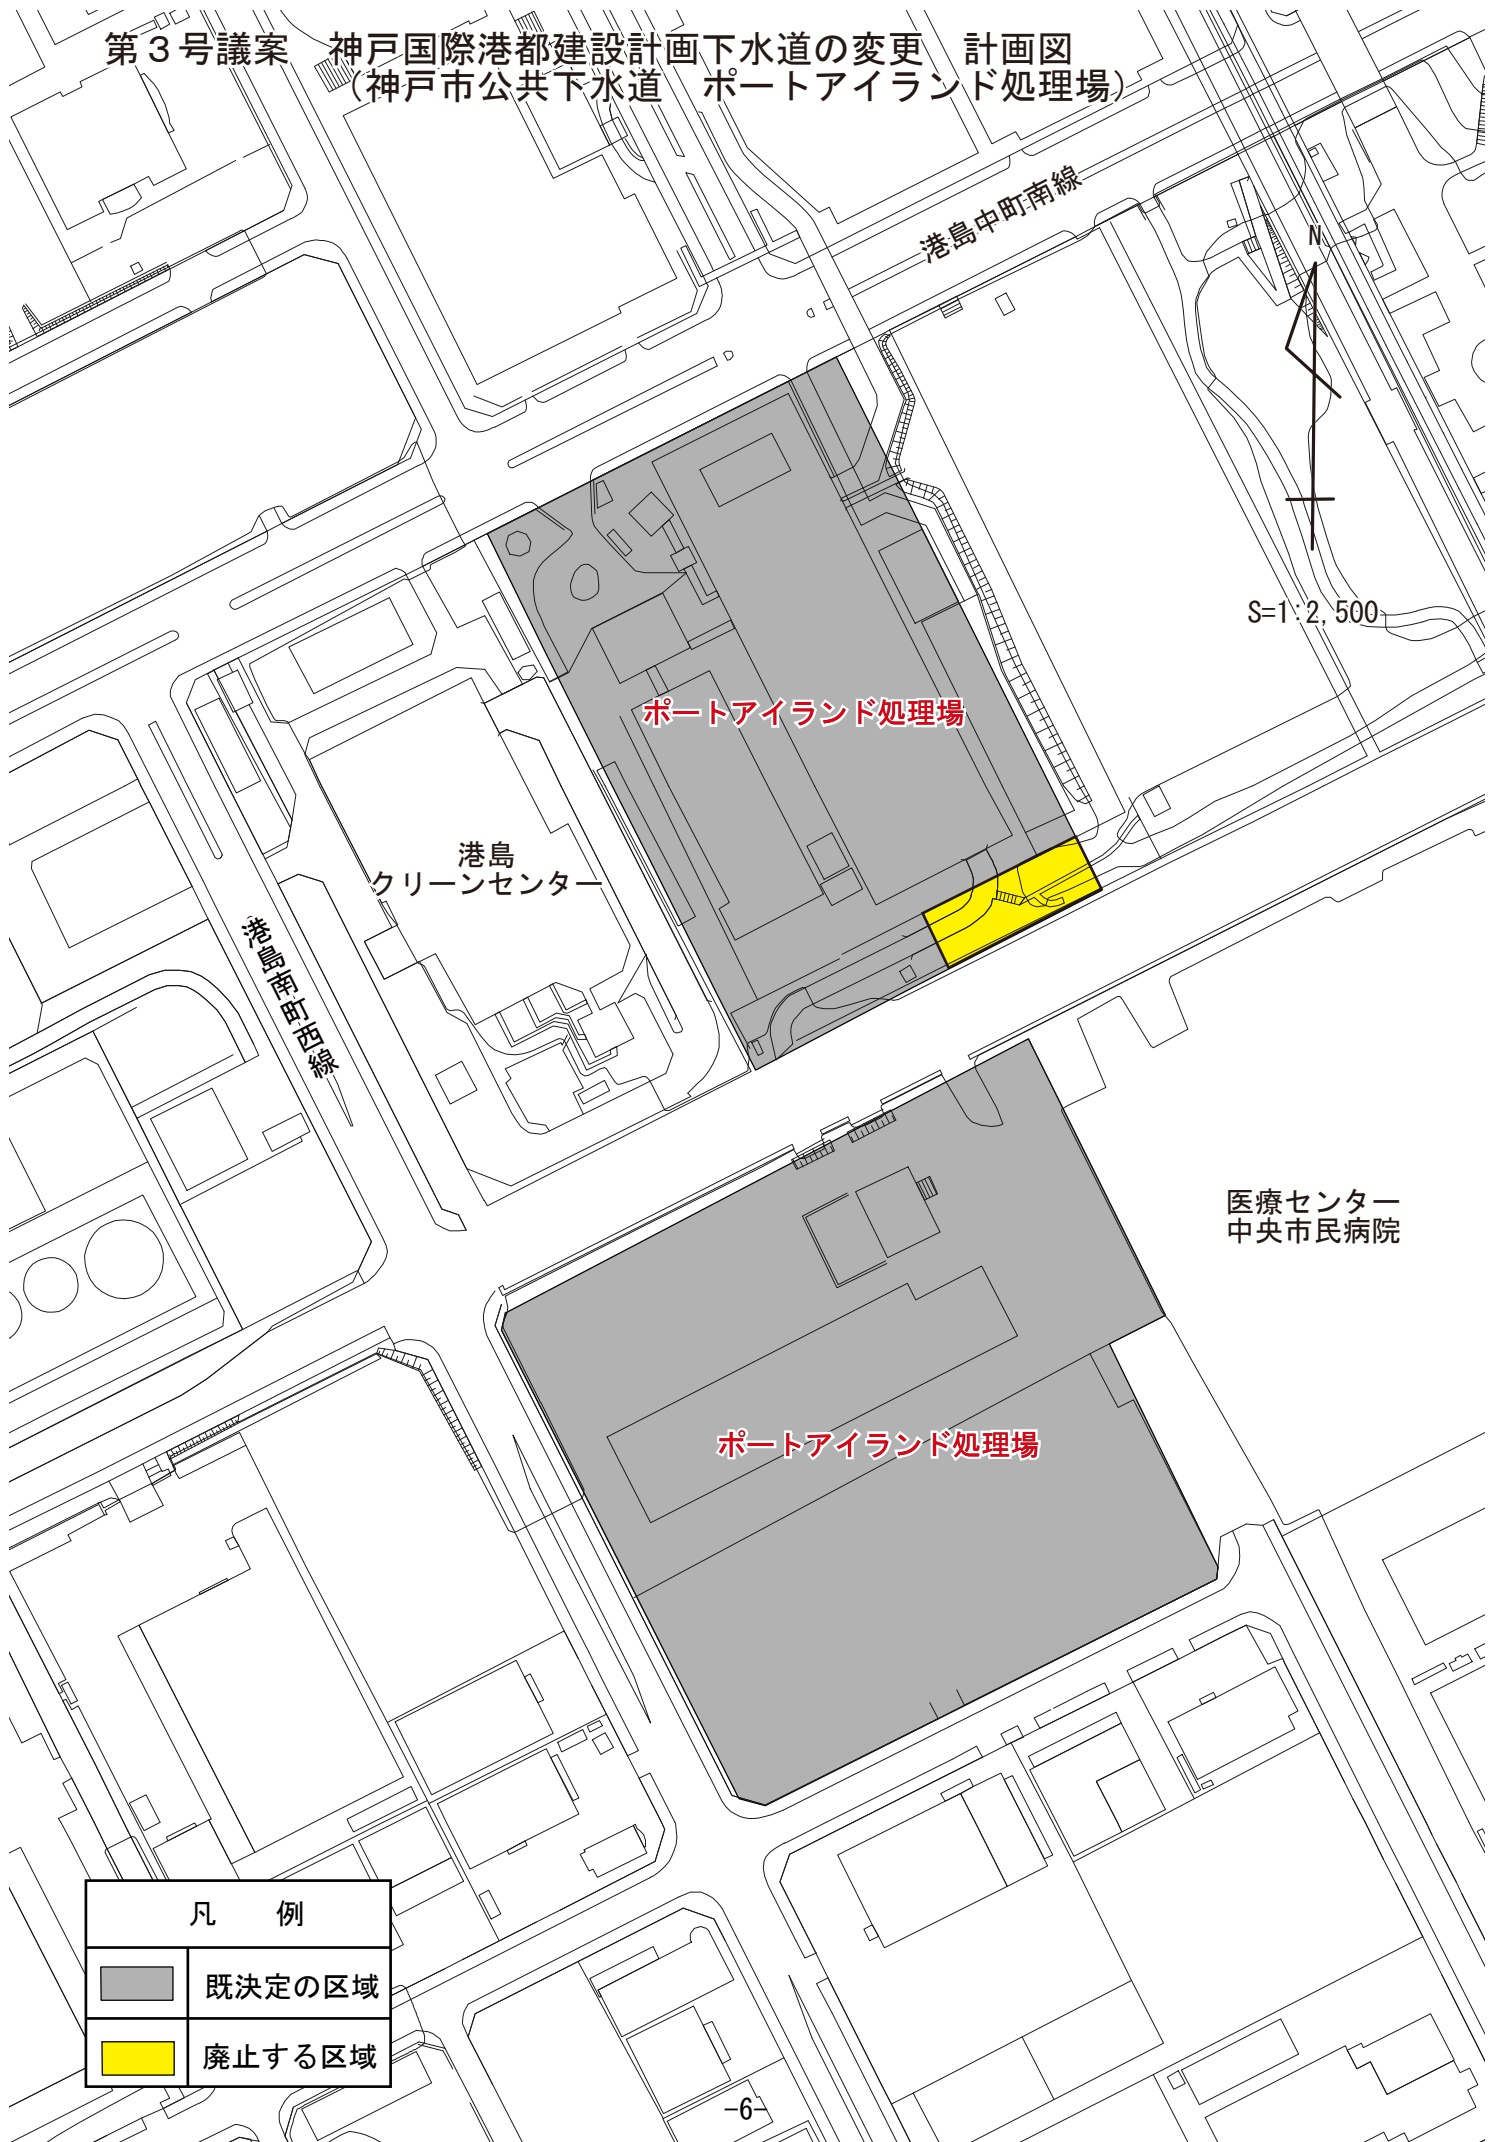 第３号議案　神戸国際港都建設計画下水道の変更　計画図
（神戸市公共下水道　ポートアイランド処理場）
港島中町南線
N
S=1:2,500
ポートアイランド処理場
港島
クリーンセンター
港島南町西線
医療センター
中央市民病院
ポートアイランド処理場
凡　例
既決定の区域
廃止する区域
-6-